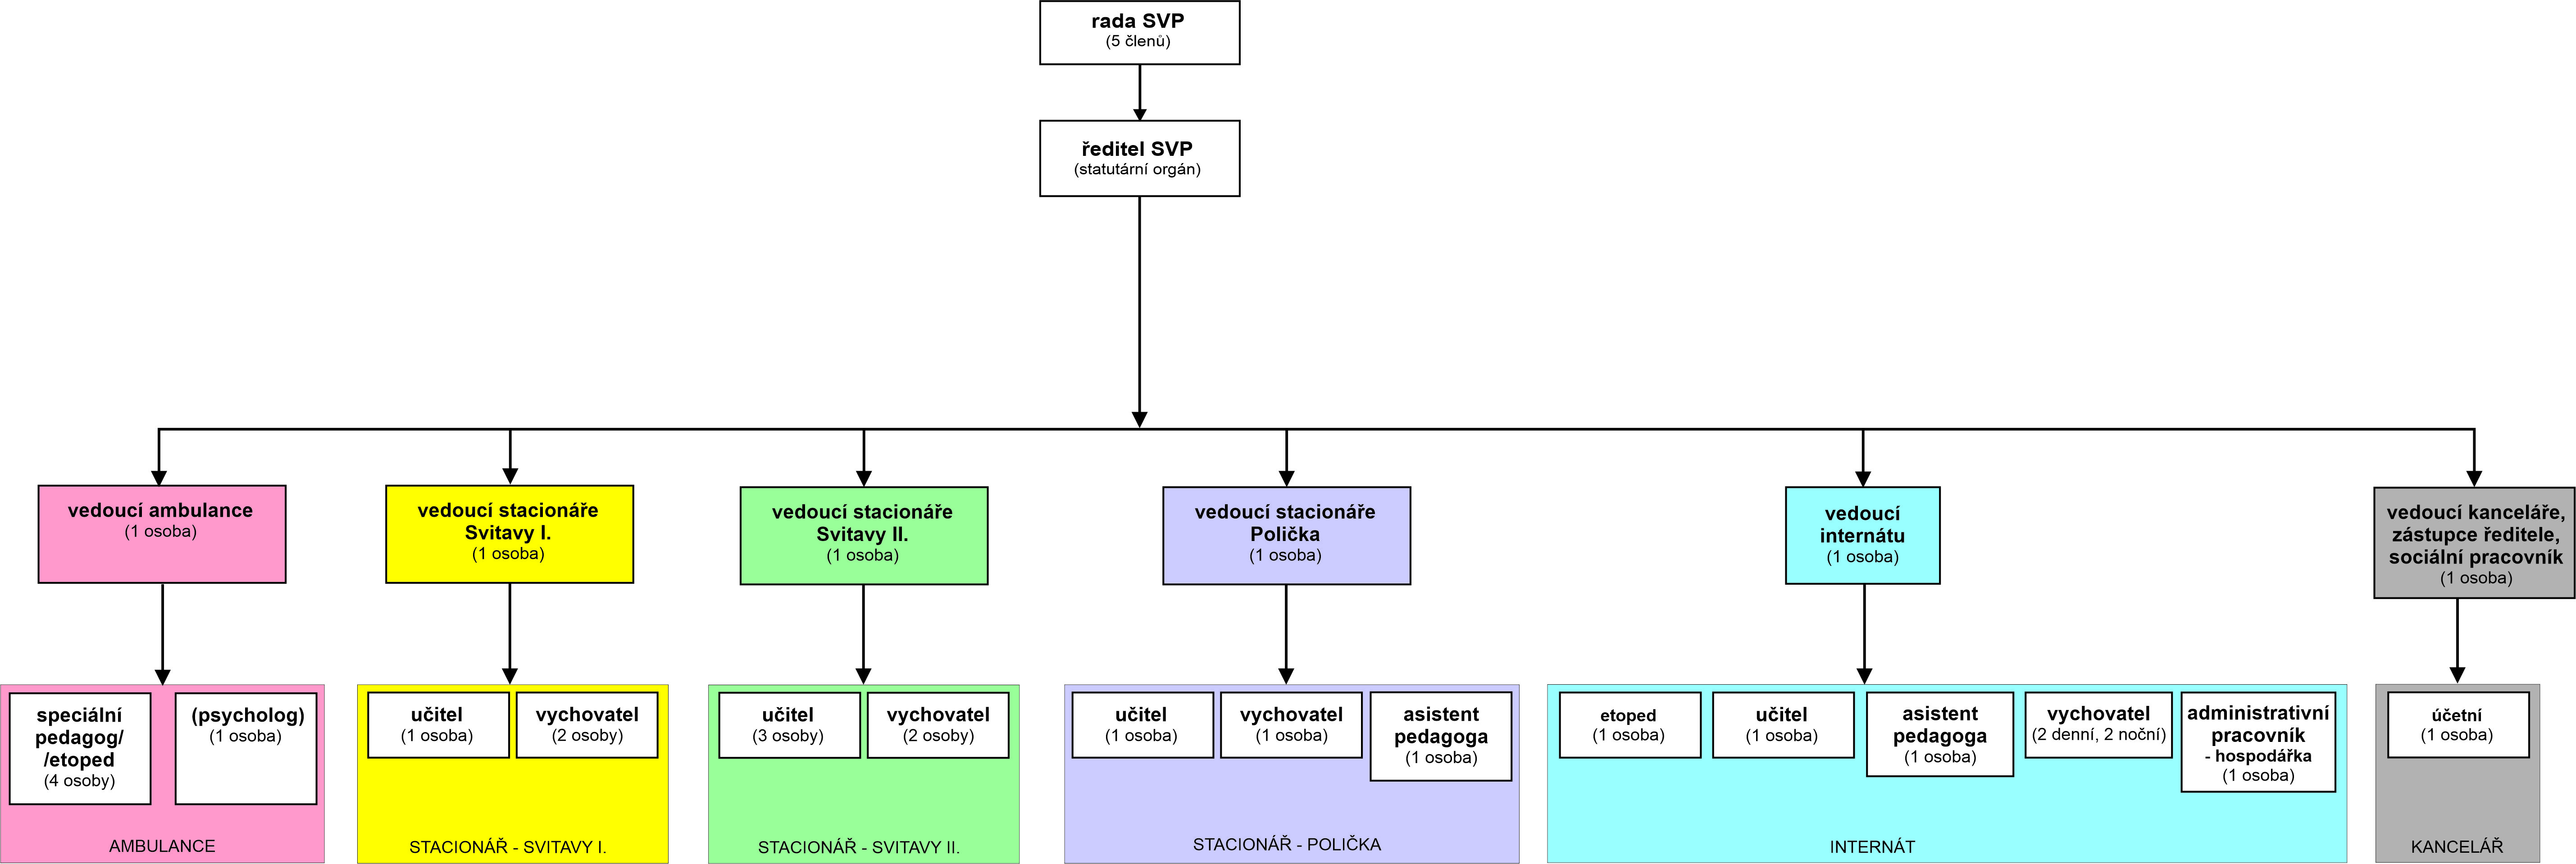 rada SVP
(5 členů)
ředitel SVP
(statutární orgán)
vedoucí ambulance
(1 osoba)
vedoucí stacionáře
Svitavy I.
(1 osoba)
vedoucí stacionáře
Svitavy II.
(1 osoba)
vedoucí stacionáře
Polička
(1 osoba)
vedoucí
internátu
(1 osoba)
vedoucí kanceláře,
zástupce ředitele,
sociální pracovník
(1 osoba)
speciální
pedagog/
/etoped
(4 osoby)
(psycholog)
(1 osoba)
AMBULANCE
učitel
(1 osoba)
vychovatel
(2 osoby)
STACIONÁŘ - SVITAVY I.
učitel
(3 osoby)
vychovatel
(2 osoby)
STACIONÁŘ - SVITAVY II.
učitel
(1 osoba)
vychovatel
(1 osoba)
asistent
pedagoga
(1 osoba)
STACIONÁŘ - POLIČKA
etoped
(1 osoba)
učitel
(1 osoba)
asistent
pedagoga
(1 osoba)
vychovatel
(2 denní, 2 noční)
administrativní
pracovník
- hospodářka
(1 osoba)
INTERNÁT
účetní
(1 osoba)
KANCELÁŘ